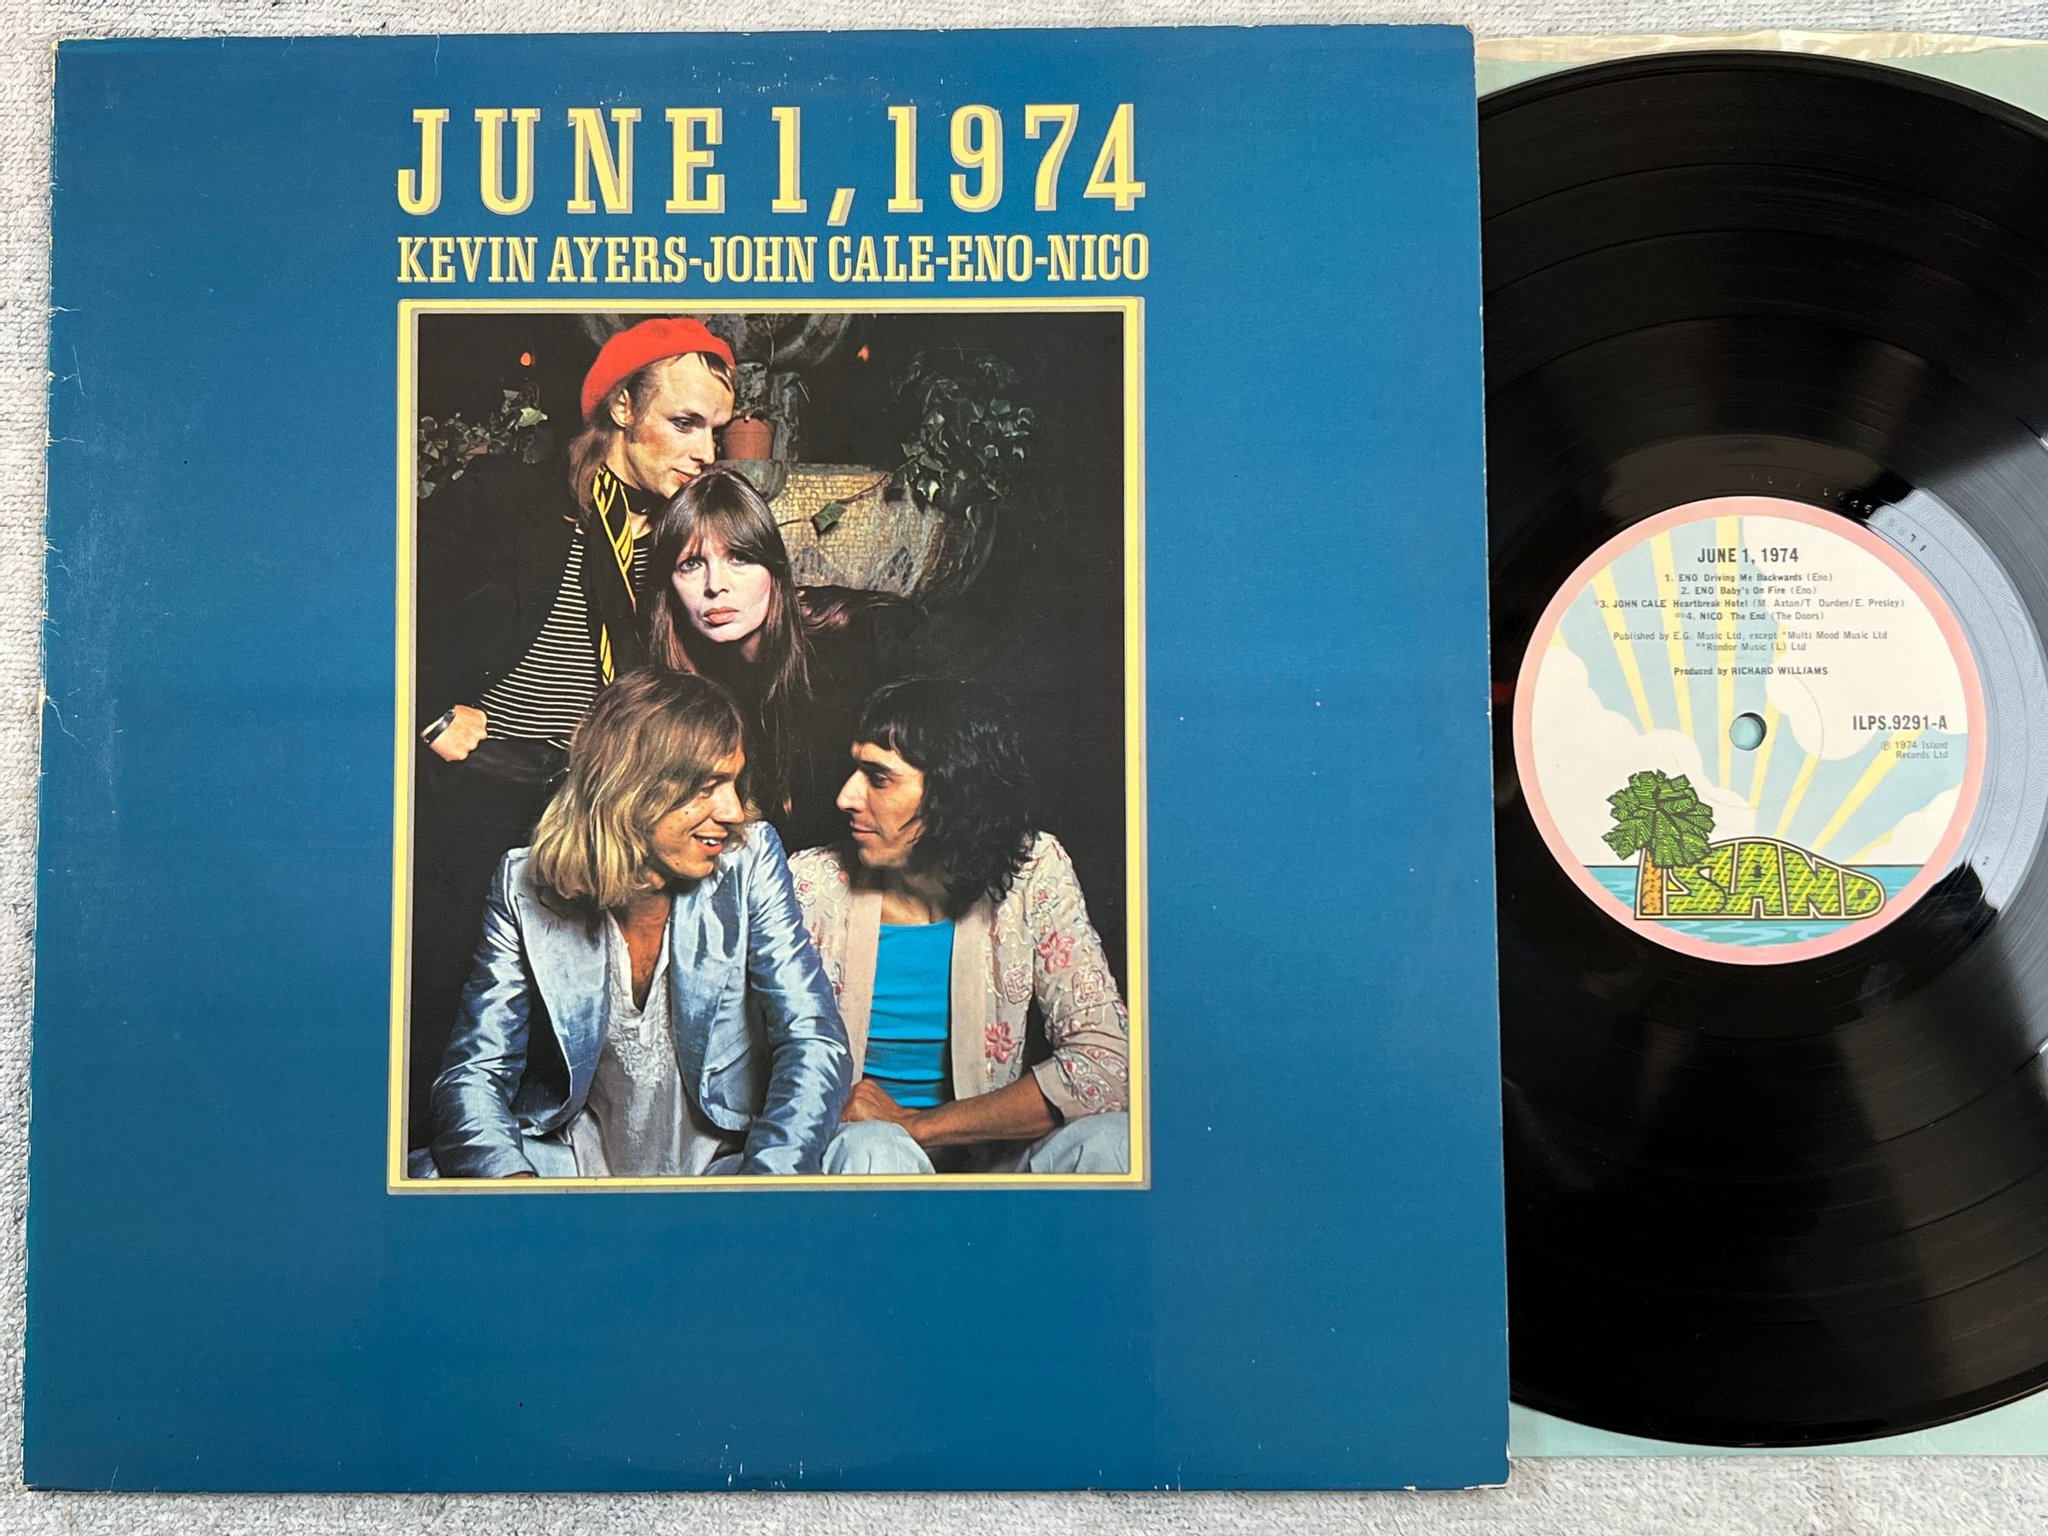 JUNE 1, 1974
KEVIN AYERS-JOHN CALE-ENO-NICO
JUNE 1, 1974
1. ENO Driving Me Backwards (Eno)
2. ENO Baby's On Fire (Eno)
°3. JOHN CALE Heartbreak Hotel (M. Axton/T. Durden/E. Presley)
°°4. NICO The End (The Doors)
Published by E.G. Music Ltd, except °Multi Mood Music Ltd
°°Rondor Music (L) Ltd
Produced by RICHARD WILLIAMS
ILPS.9291-A
℗ 1974 Island
Records Ltd
ISLAND